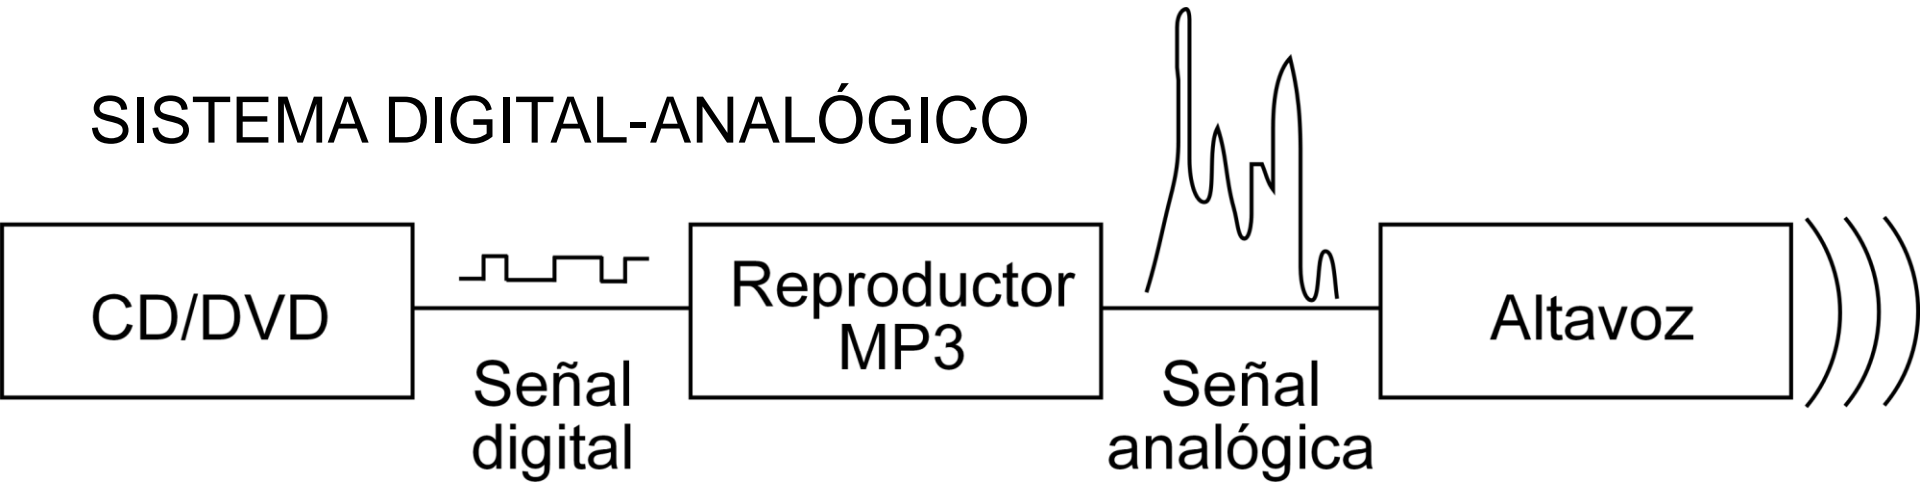 SISTEMA DIGITAL-ANALÓGICO
CD/DVD
Señal
digital
Reproductor
MP3
Señal
analógica
Altavoz